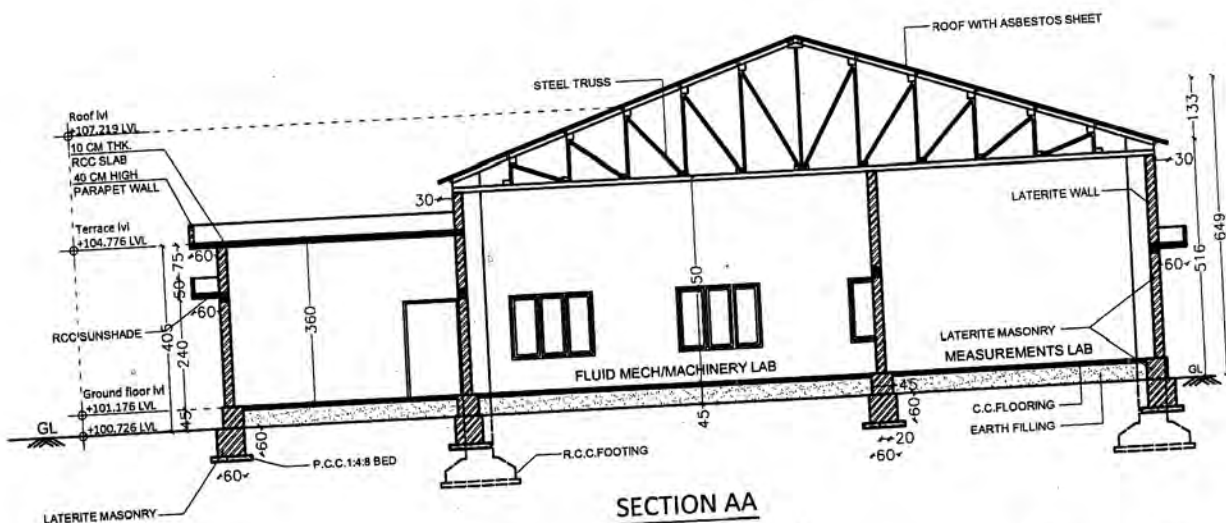 ROOF WITH ASBESTOS SHEET
STEEL TRUSS
Roof lvl
+107.219 LVL
10 CM THK.
RCC SLAB
40 CM HIGH
PARAPET WALL
Terrace lvl
+104.776 LVL
30
30
133
649
516
LATERITE WALL
60
75
50
60
RCC SUNSHADE
405
240
360
50
60
LATERITE MASONRY
MEASUREMENTS LAB
FLUID MECH/MACHINERY LAB
Ground floor lvl
+101.176 LVL
45
GL
+100.726 LVL
60
45
45
60
20
60
C.C.FLOORING
EARTH FILLING
GL
60
P.C.C.1:4:8 BED
R.C.C.FOOTING
LATERITE MASONRY
SECTION AA